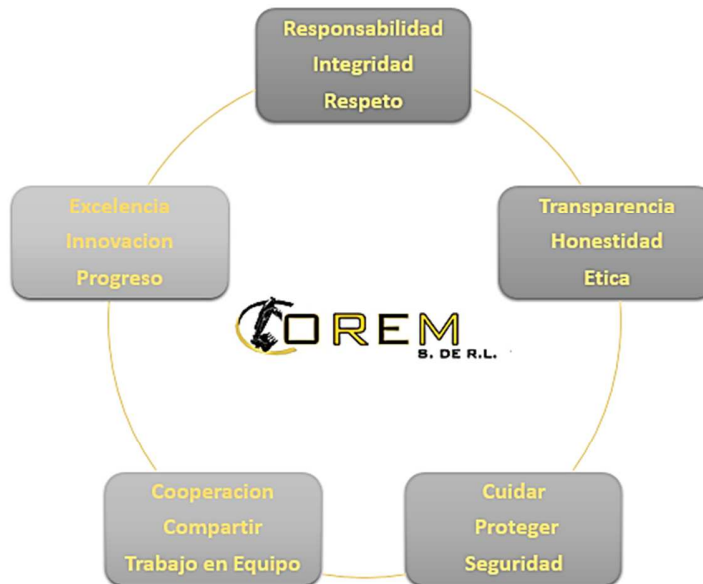 Responsabilidad
Integridad
Respeto
Excelencia
Innovacion
Progreso
Transparencia
Honestidad
Etica
COREM
S. DE R.L.
Cooperacion
Compartir
Trabajo en Equipo
Cuidar
Proteger
Seguridad